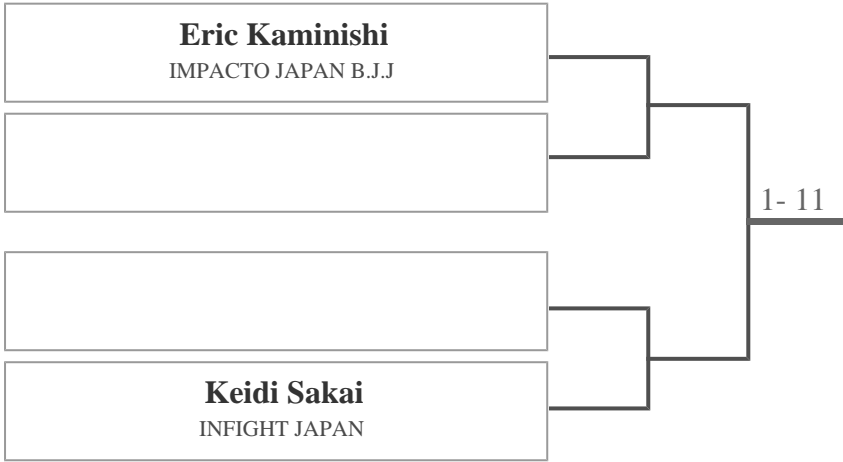 Eric Kaminishi
IMPACTO JAPAN B.J.J
1- 11
Keidi Sakai
INFIGHT JAPAN